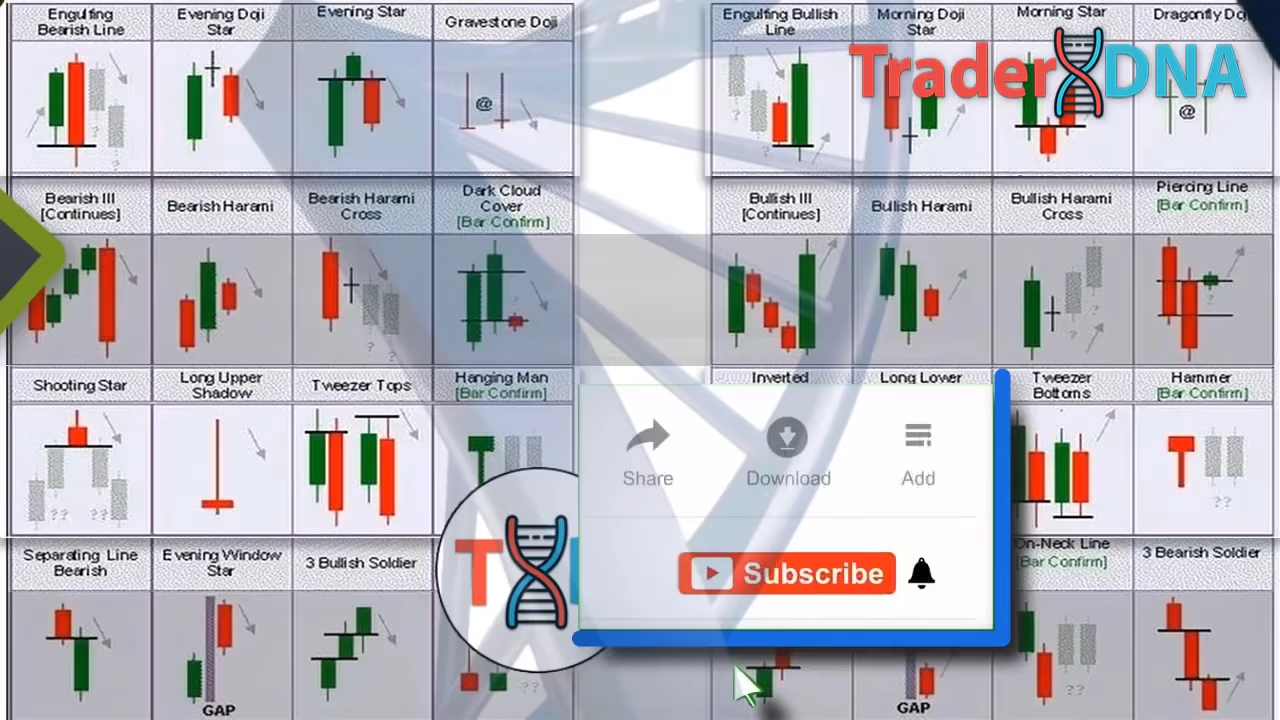 Engulfing
Bearish Line
Evening Doji
Star
Evening Star
Gravestone Doji
@
?
?
Engulfing Bullish
Line
Morning Doji
Star
Morning Star
Dragonfly Doji
TraderDNA
@
?
Bearish III
[Continues]
Bearish Harami
Bearish Harami
Cross
Dark Cloud
Cover
[Bar Confirm]
?
?
?
Bullish III
[Continues]
Bullish Harami
Bullish Harami
Cross
Piercing Line
[Bar Confirm]
?
?
?
Shooting Star
Long Upper
Shadow
Tweezer Tops
Hanging Man
[Bar Confirm]
??
??
Inverted
Long Lower
Tweezer
Bottoms
Hammer
[Bar Confirm]
??
Share
Download
Add
Subscribe
Separating Line
Bearish
Evening Window
Star
3 Bullish Soldier
T
GAP
??
On-Neck Line
[Bar Confirm]
3 Bearish Soldier
GAP
??